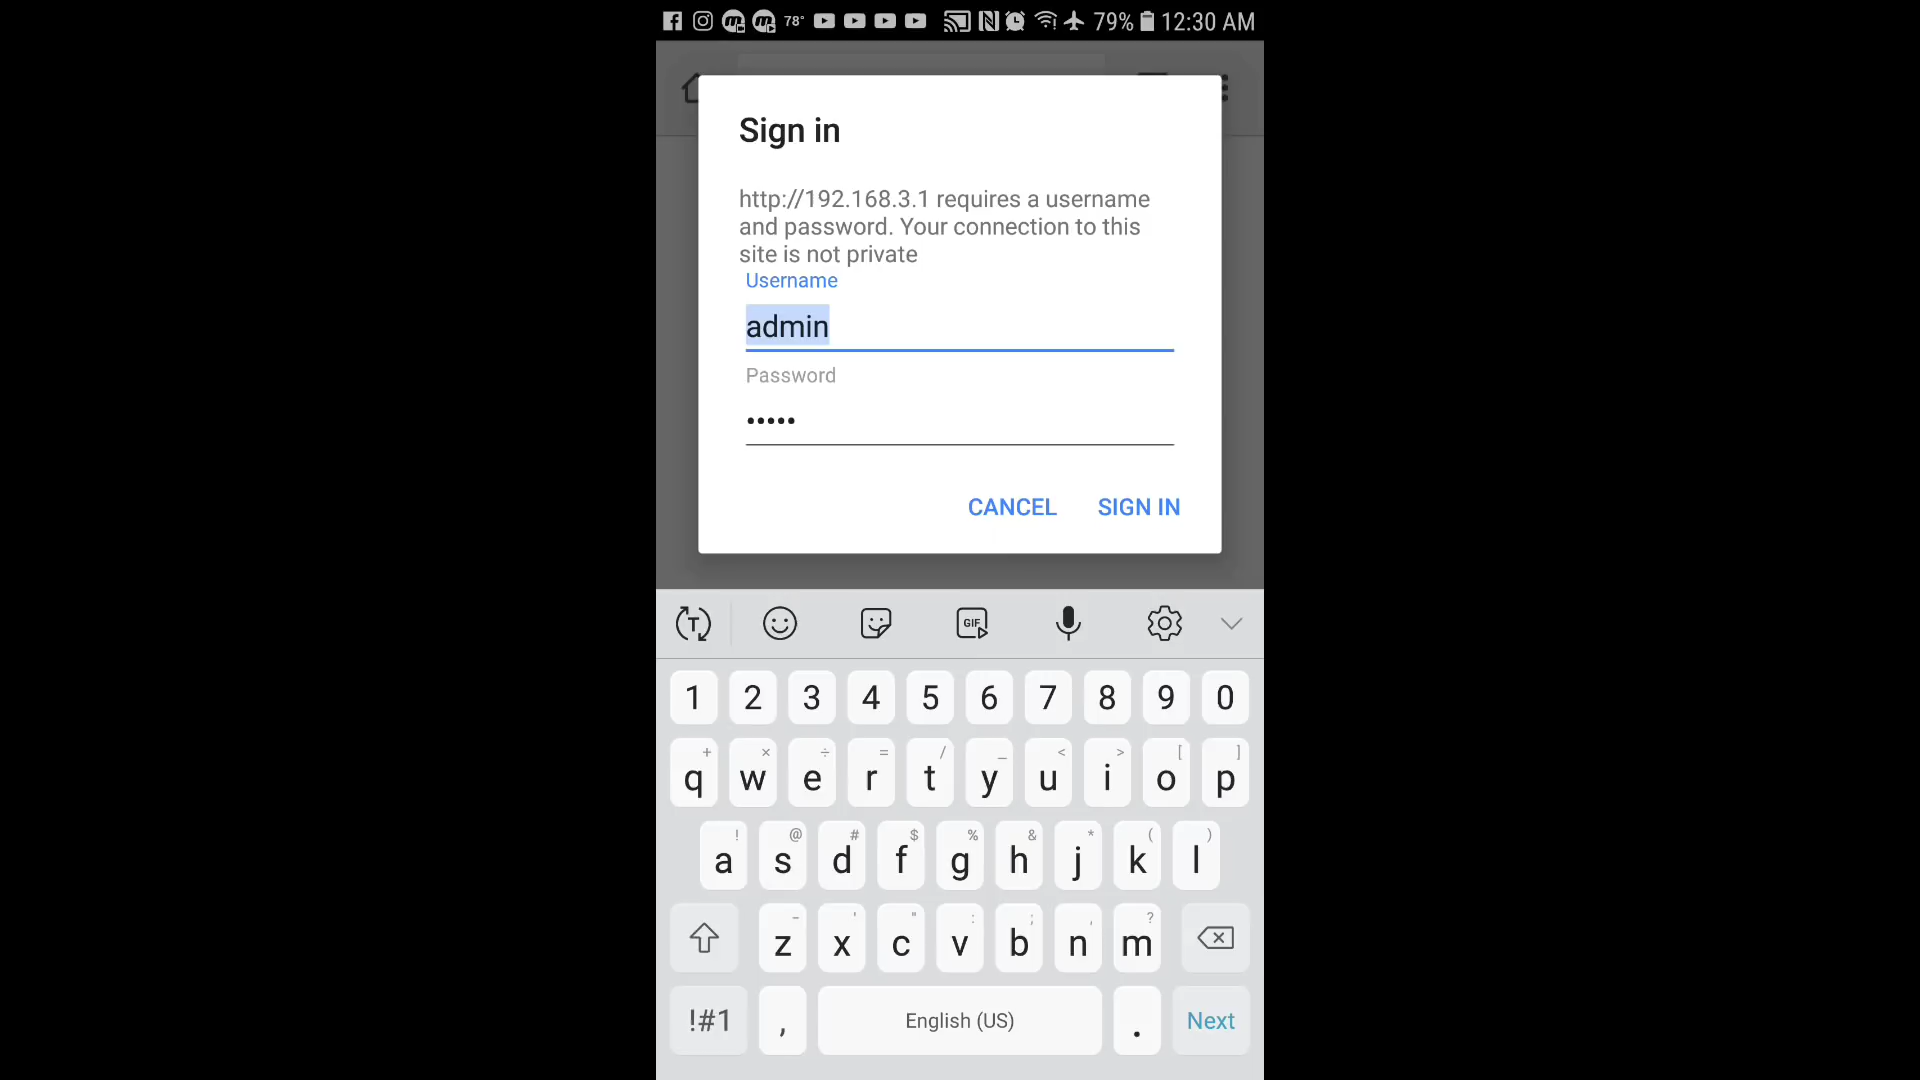 78° 79% 12:30 AM
Sign in
http://192.168.3.1 requires a username
and password. Your connection to this
site is not private
Username
admin
Password
•••••
CANCEL SIGN IN
T GIF
1 2 3 4 5 6 7 8 9 0
+ × ÷ = / _ < > [ ]
q w e r t y u i o p
! @ # $ % & * ( )
a s d f g h j k l
- ' " : ; , ?
z x c v b n m
!#1 , English (US) . Next